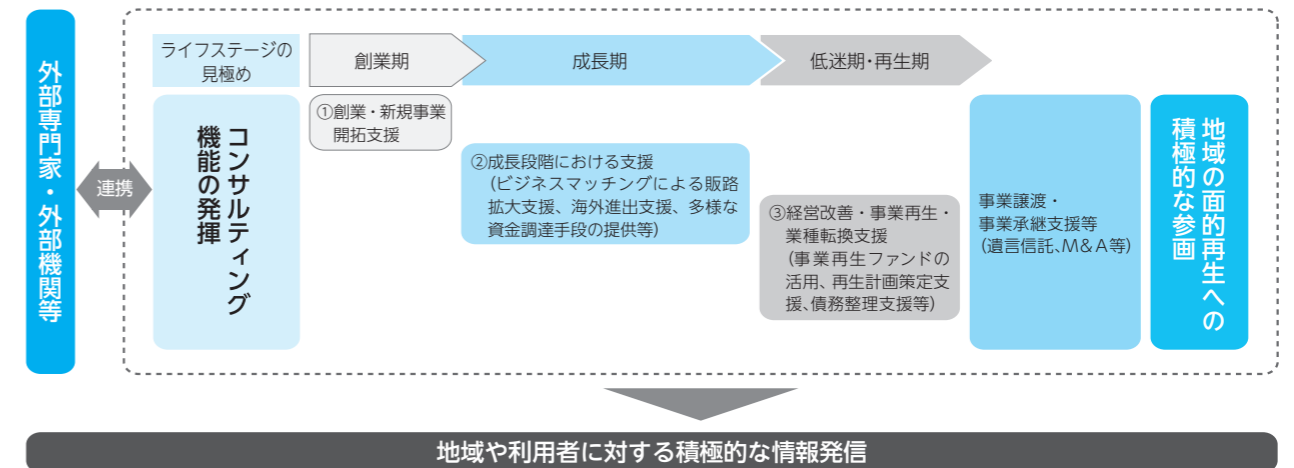 外部専門家・外部機関等
連携
ライフステージの
見極め
コンサルティング
機能の発揮
創業期
①創業・新規事業
開拓支援
成長期
②成長段階における支援
(ビジネスマッチングによる販路
拡大支援、海外進出支援、多様な
資金調達手段の提供等)
低迷期・再生期
③経営改善・事業再生・
業種転換支援
(事業再生ファンドの
活用、再生計画策定支
援、債務整理支援等)
事業譲渡・
事業承継支援等
(遺言信託、M&A等)
地域の面的再生への
積極的な参画
地域や利用者に対する積極的な情報発信